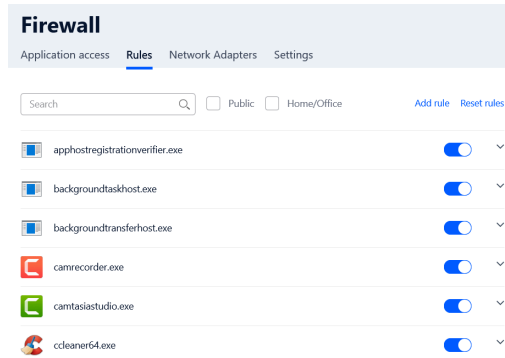 Firewall
Application access Rules Network Adapters Settings
Search Public Home/Office Add rule Reset rules
apphostregistrationverifier.exe
backgroundtaskhost.exe
backgroundtransferhost.exe
camrecorder.exe
camtasiastudio.exe
ccleaner64.exe